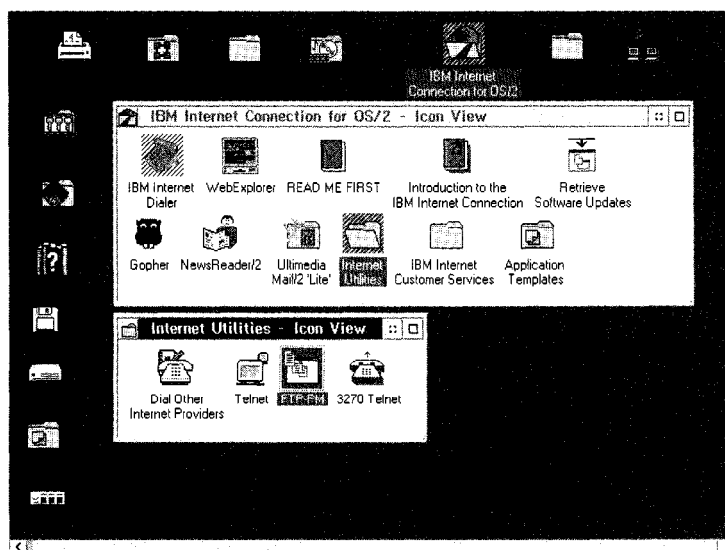 IBM Internet
Connection for OS/2
IBM Internet Connection for OS/2 - Icon View
IBM Internet
Dialer
WebExplorer
READ ME FIRST
Introduction to the
IBM Internet Connection
Retrieve
Software Updates
Gopher
NewsReader/2
Ultimedia
Mail/2 'Lite'
Internet
Utilities
IBM Internet
Customer Services
Application
Templates
Internet Utilities - Icon View
Dial Other
Internet Providers
Telnet
FTP-PM
3270 Telnet